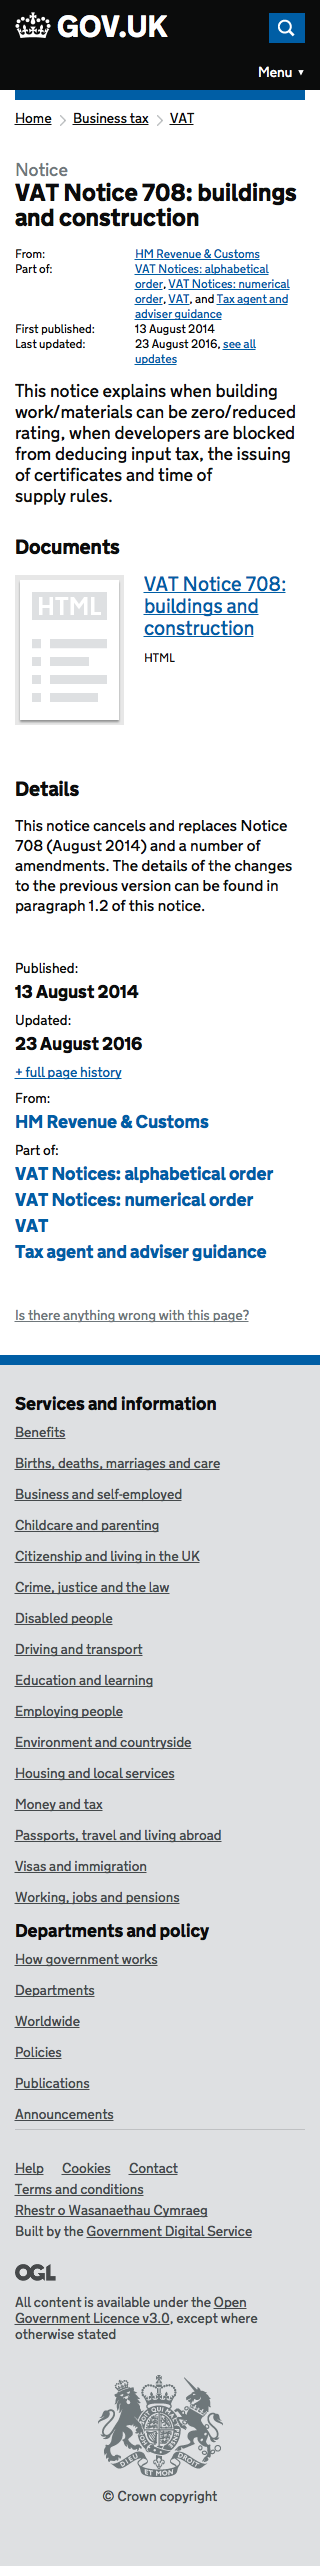 GOV.UK
Menu ▼
Home > Business tax > VAT
Notice
VAT Notice 708: buildings
and construction
From: HM Revenue & Customs
Part of: VAT Notices: alphabetical
order, VAT Notices: numerical
order, VAT, and Tax agent and
adviser guidance
First published: 13 August 2014
Last updated: 23 August 2016, see all
updates
This notice explains when building
work/materials can be zero/reduced
rating, when developers are blocked
from deducing input tax, the issuing
of certificates and time of
supply rules.
Documents
HTML
VAT Notice 708:
buildings and
construction
HTML
Details
This notice cancels and replaces Notice
708 (August 2014) and a number of
amendments. The details of the changes
to the previous version can be found in
paragraph 1.2 of this notice.
Published:
13 August 2014
Updated:
23 August 2016
+ full page history
From:
HM Revenue & Customs
Part of:
VAT Notices: alphabetical order
VAT Notices: numerical order
VAT
Tax agent and adviser guidance
Is there anything wrong with this page?
Services and information
Benefits
Births, deaths, marriages and care
Business and self-employed
Childcare and parenting
Citizenship and living in the UK
Crime, justice and the law
Disabled people
Driving and transport
Education and learning
Employing people
Environment and countryside
Housing and local services
Money and tax
Passports, travel and living abroad
Visas and immigration
Working, jobs and pensions
Departments and policy
How government works
Departments
Worldwide
Policies
Publications
Announcements
Help Cookies Contact
Terms and conditions
Rhestr o Wasanaethau Cymraeg
Built by the Government Digital Service
OGL
All content is available under the Open
Government Licence v3.0, except where
otherwise stated
DIEU ET MON DROIT
© Crown copyright